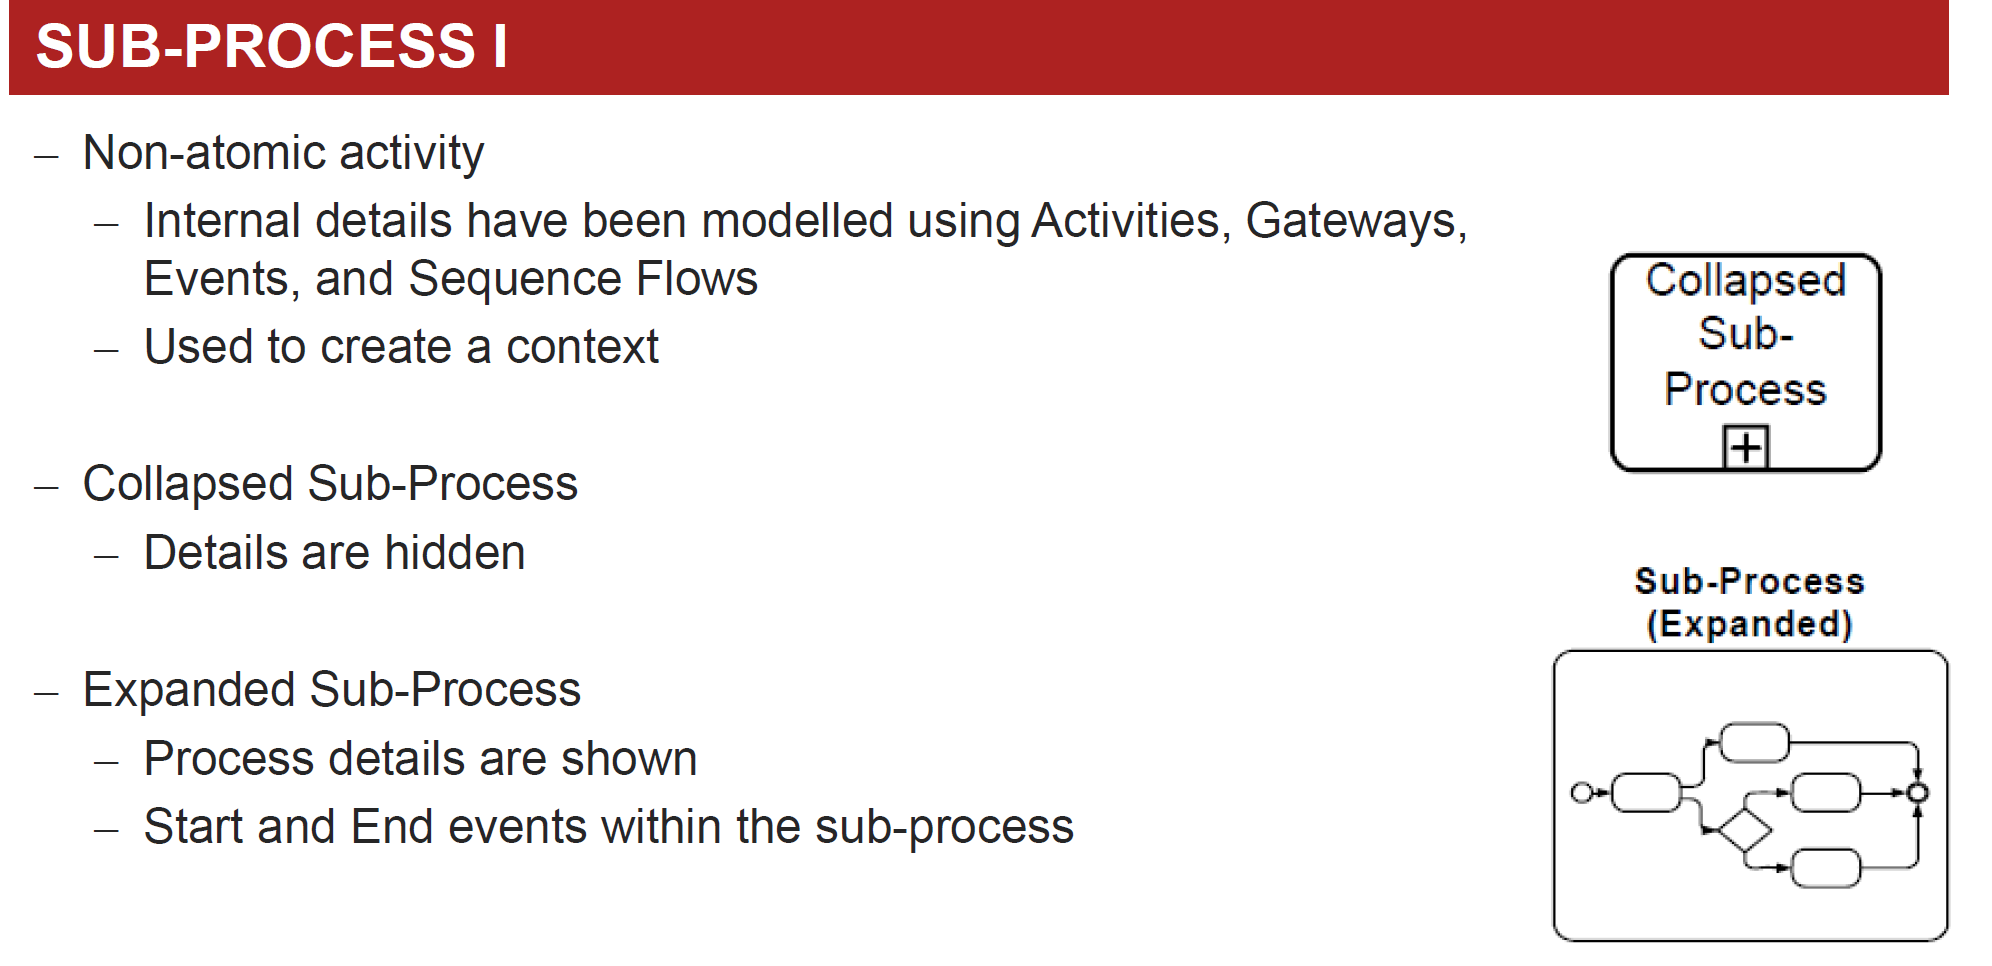 SUB-PROCESS I
– Non-atomic activity
– Internal details have been modelled using Activities, Gateways,
Events, and Sequence Flows
– Used to create a context
– Collapsed Sub-Process
– Details are hidden
– Expanded Sub-Process
– Process details are shown
– Start and End events within the sub-process
Collapsed
Sub-
Process
Sub-Process
(Expanded)